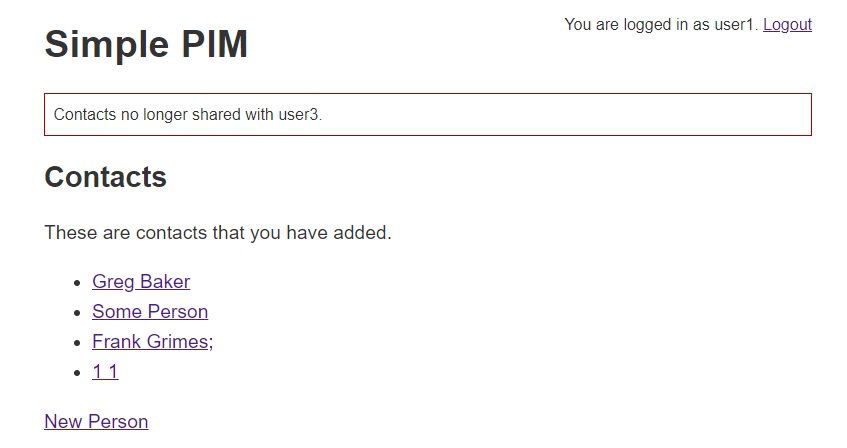 You are logged in as user1. Logout
Simple PIM
Contacts no longer shared with user3.
Contacts
These are contacts that you have added.
Greg Baker
Some Person
Frank Grimes;
1 1
New Person